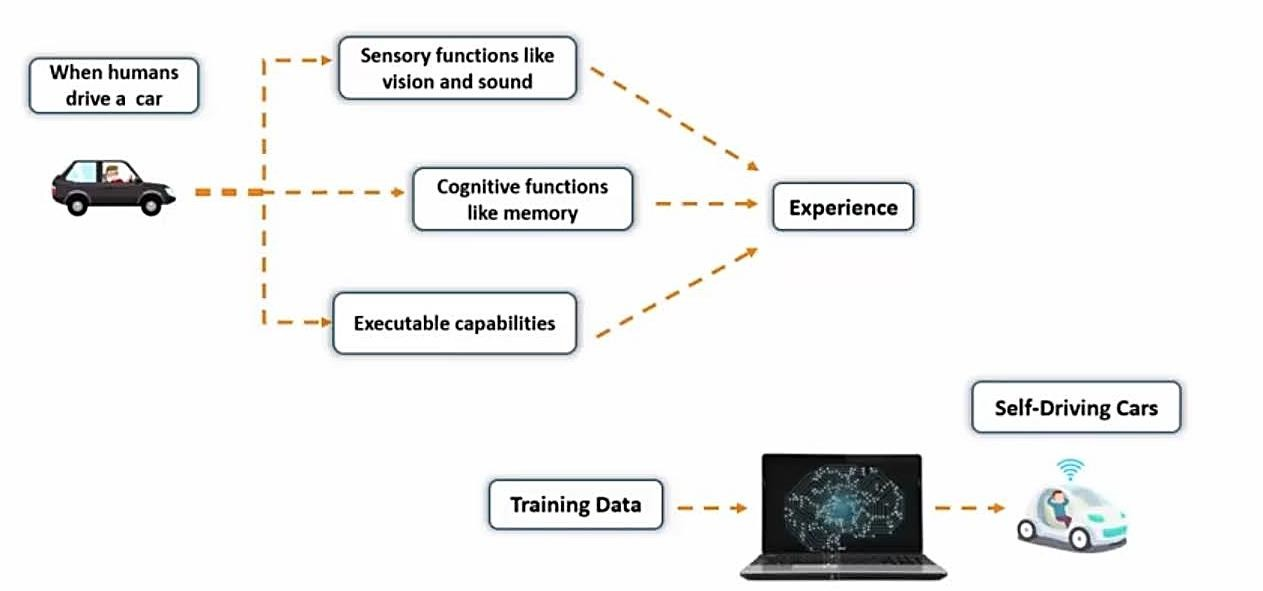 When humans
drive a car
Sensory functions like
vision and sound
Cognitive functions
like memory
Experience
Executable capabilities
Self-Driving Cars
Training Data